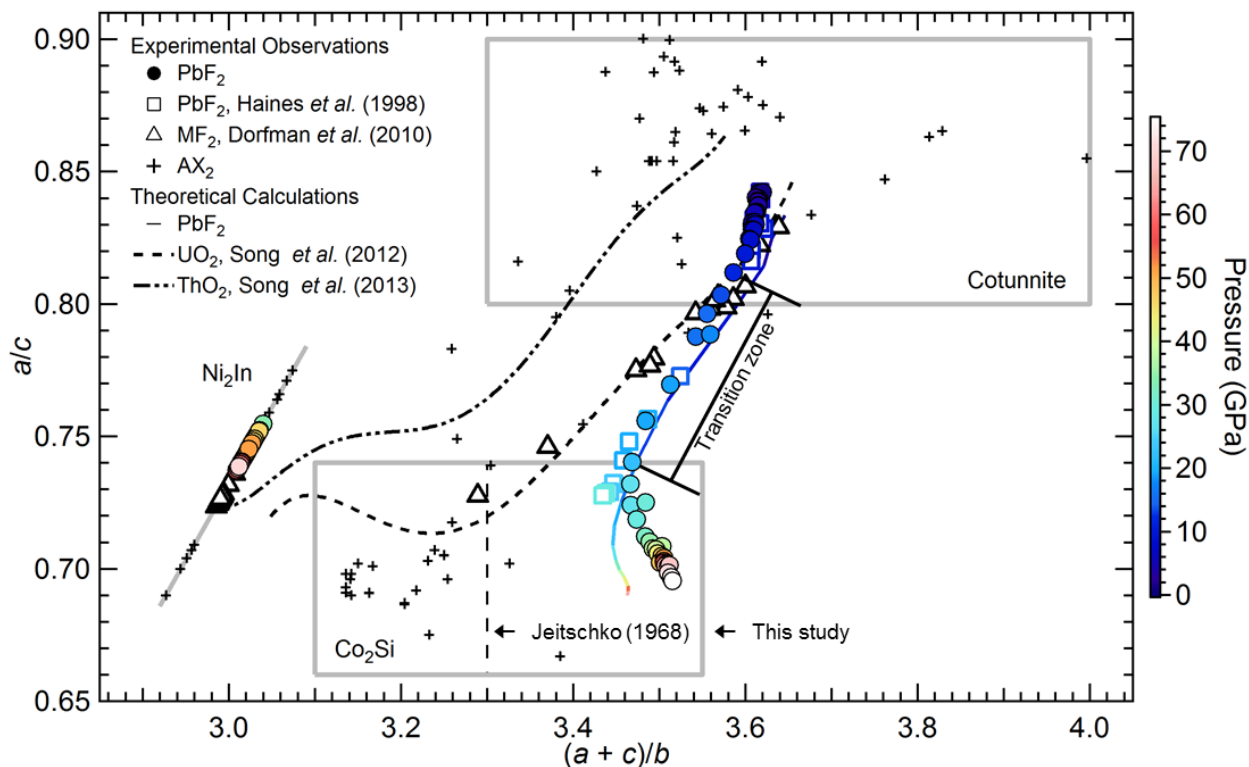 Experimental Observations
PbF₂
PbF₂, Haines et al. (1998)
MF₂, Dorfman et al. (2010)
AX₂
Theoretical Calculations
PbF₂
UO₂, Song et al. (2012)
ThO₂, Song et al. (2013)
Cotunnite
Transition zone
Ni₂In
Co₂Si
Jeitschko (1968)
This study
0.90
0.85
0.80
0.75
0.70
0.65
a/c
3.0
3.2
3.4
3.6
3.8
4.0
(a + c)/b
70
60
50
40
30
20
10
0
Pressure (GPa)